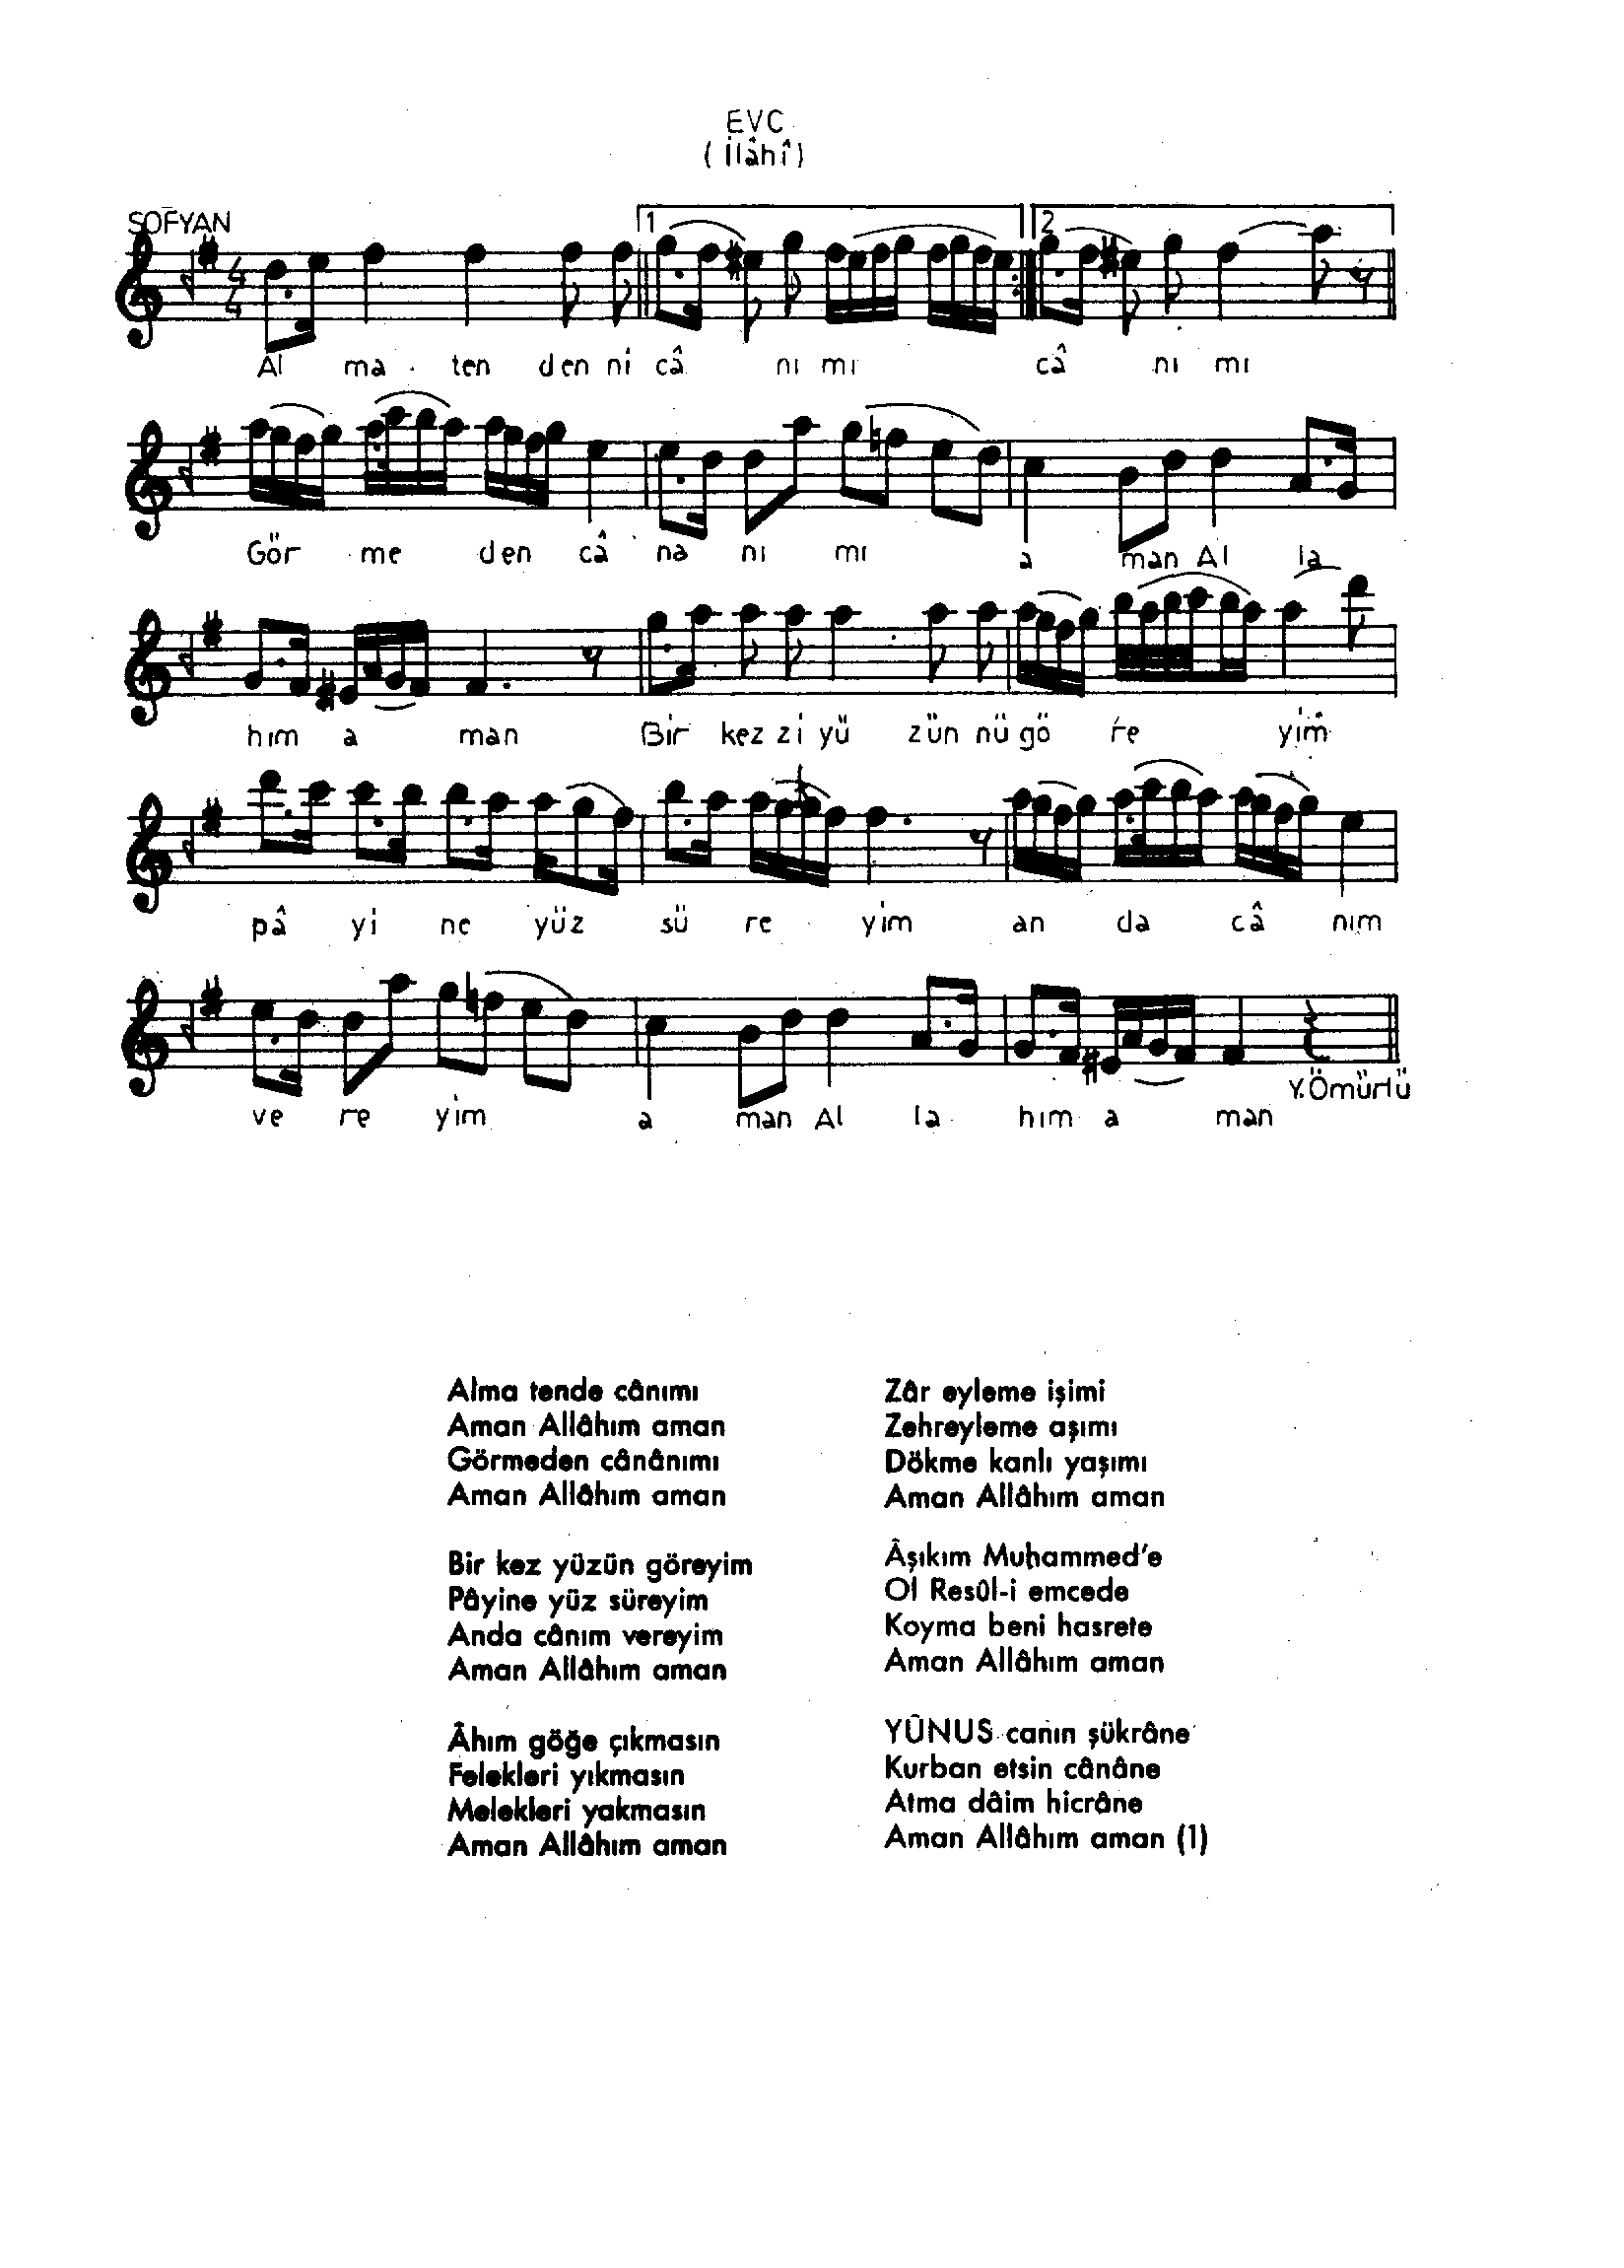 EVC
(İlâhî)
SOFYAN
4
4
1
2
Al ma ten den ni câ nı mı câ nı mı
Gör me den câ na nı mı a man Al la
hım a man Bir kez zi yü zün nü gö re yim
pâ yi ne yüz sü re yim an da câ nım
Y.Ömürlü
ve re yim a man Al la hım a man
Alma tende cânımı
Aman Allâhım aman
Görmeden cânânımı
Aman Allâhım aman
Bir kez yüzün göreyim
Pâyine yüz süreyim
Anda cânım vereyim
Aman Allâhım aman
Âhım göğe çıkmasın
Felekleri yıkmasın
Melekleri yakmasın
Aman Allâhım aman
Zâr eyleme işimi
Zehreyleme aşımı
Dökme kanlı yaşımı
Aman Allâhım aman
Âşıkım Muhammed'e
Ol Resûl-i emcede
Koyma beni hasrete
Aman Allâhım aman
YÛNUS canın şükrâne
Kurban etsin cânâne
Atma dâim hicrâne
Aman Allâhım aman (1)